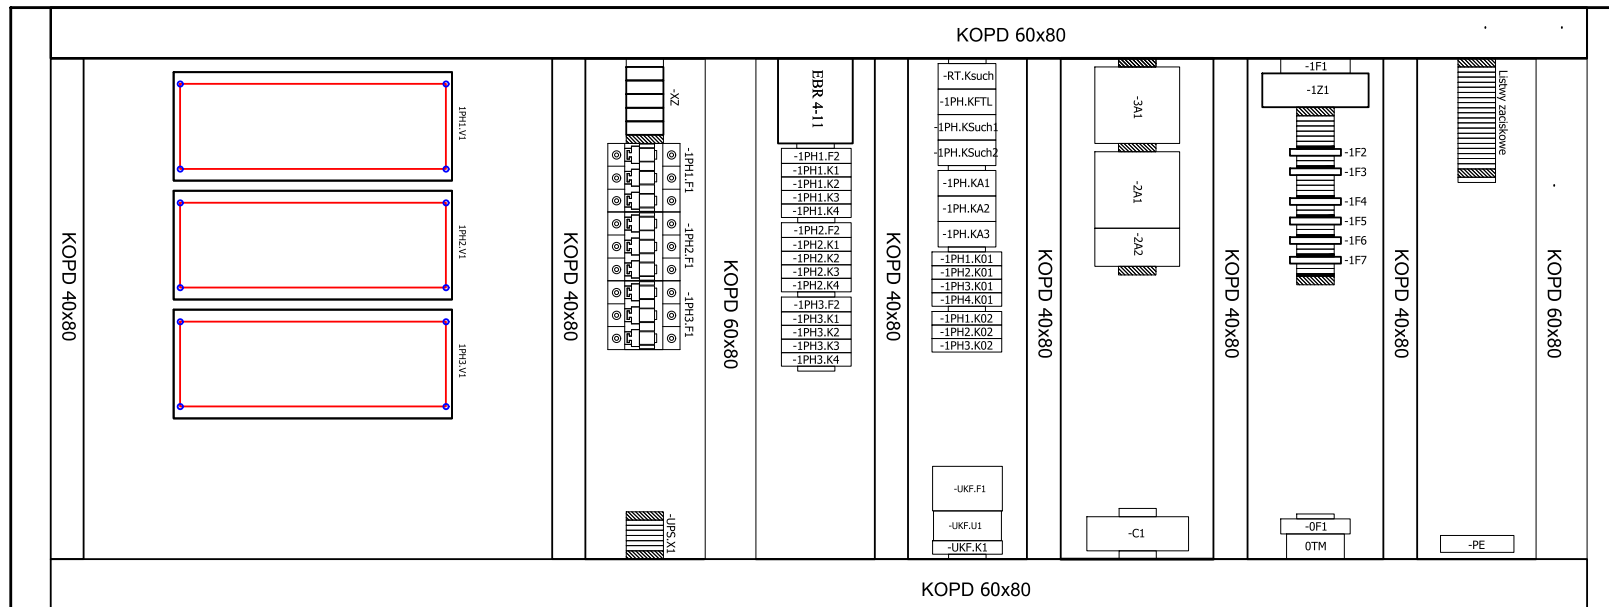 KOPD 60x80
KOPD 40x80
1PH1.V1
1PH2.V1
1PH3.V1
KOPD 40x80
-XZ
-1PH1.F1
-1PH2.F1
-1PH3.F1
-UPS.X1
KOPD 60x80
EBR 4-11
-1PH1.F2
-1PH1.K1
-1PH1.K2
-1PH1.K3
-1PH1.K4
-1PH2.F2
-1PH2.K1
-1PH2.K2
-1PH2.K3
-1PH2.K4
-1PH3.F2
-1PH3.K1
-1PH3.K2
-1PH3.K3
-1PH3.K4
KOPD 40x80
-RT.Ksuch
-1PH.KFTL
-1PH.KSuch1
-1PH.KSuch2
-1PH.KA1
-1PH.KA2
-1PH.KA3
-1PH1.K01
-1PH2.K01
-1PH3.K01
-1PH4.K01
-1PH1.K02
-1PH2.K02
-1PH3.K02
-UKF.F1
-UKF.U1
-UKF.K1
KOPD 40x80
-3A1
-2A1
-2A2
-C1
KOPD 40x80
-1F1
-1Z1
-1F2
-1F3
-1F4
-1F5
-1F6
-1F7
-0F1
0TM
KOPD 40x80
Listwy zaciskowe
-PE
KOPD 60x80
KOPD 60x80